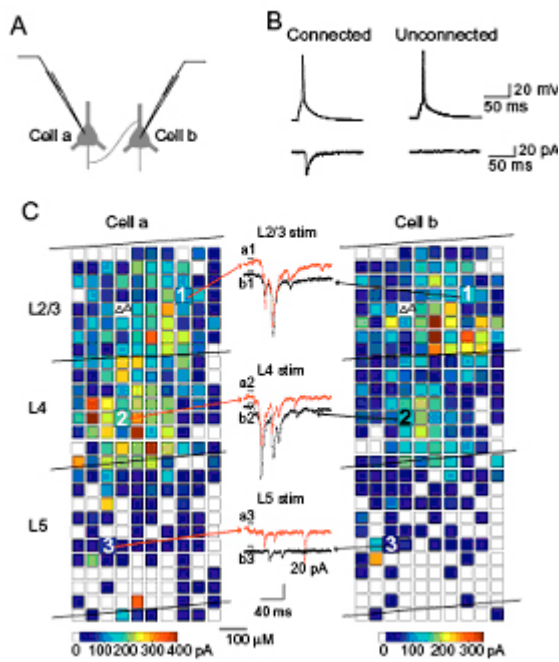 A
Cell a
Cell b
B
Connected
Unconnected
20 mV
50 ms
20 pA
50 ms
C
Cell a
L2/3 stim
Cell b
a1
b1
1
1
L2/3
L4 stim
a2
b2
L4
2
2
L5 stim
a3
b3
L5
3
3
20 pA
40 ms
100 µM
0 100 200 300 400 pA
0 100 200 300 pA